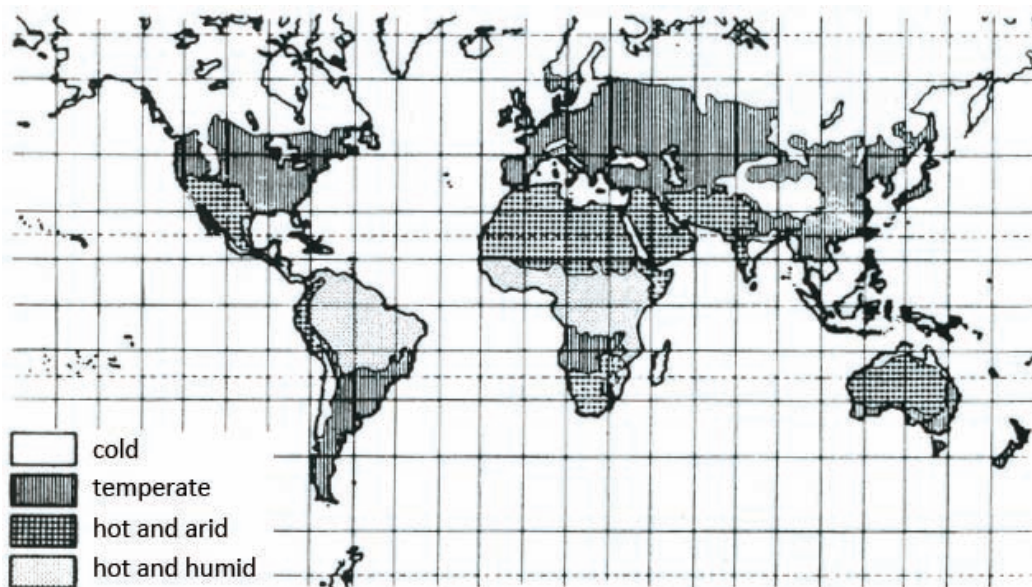 cold
temperate
hot and arid
hot and humid